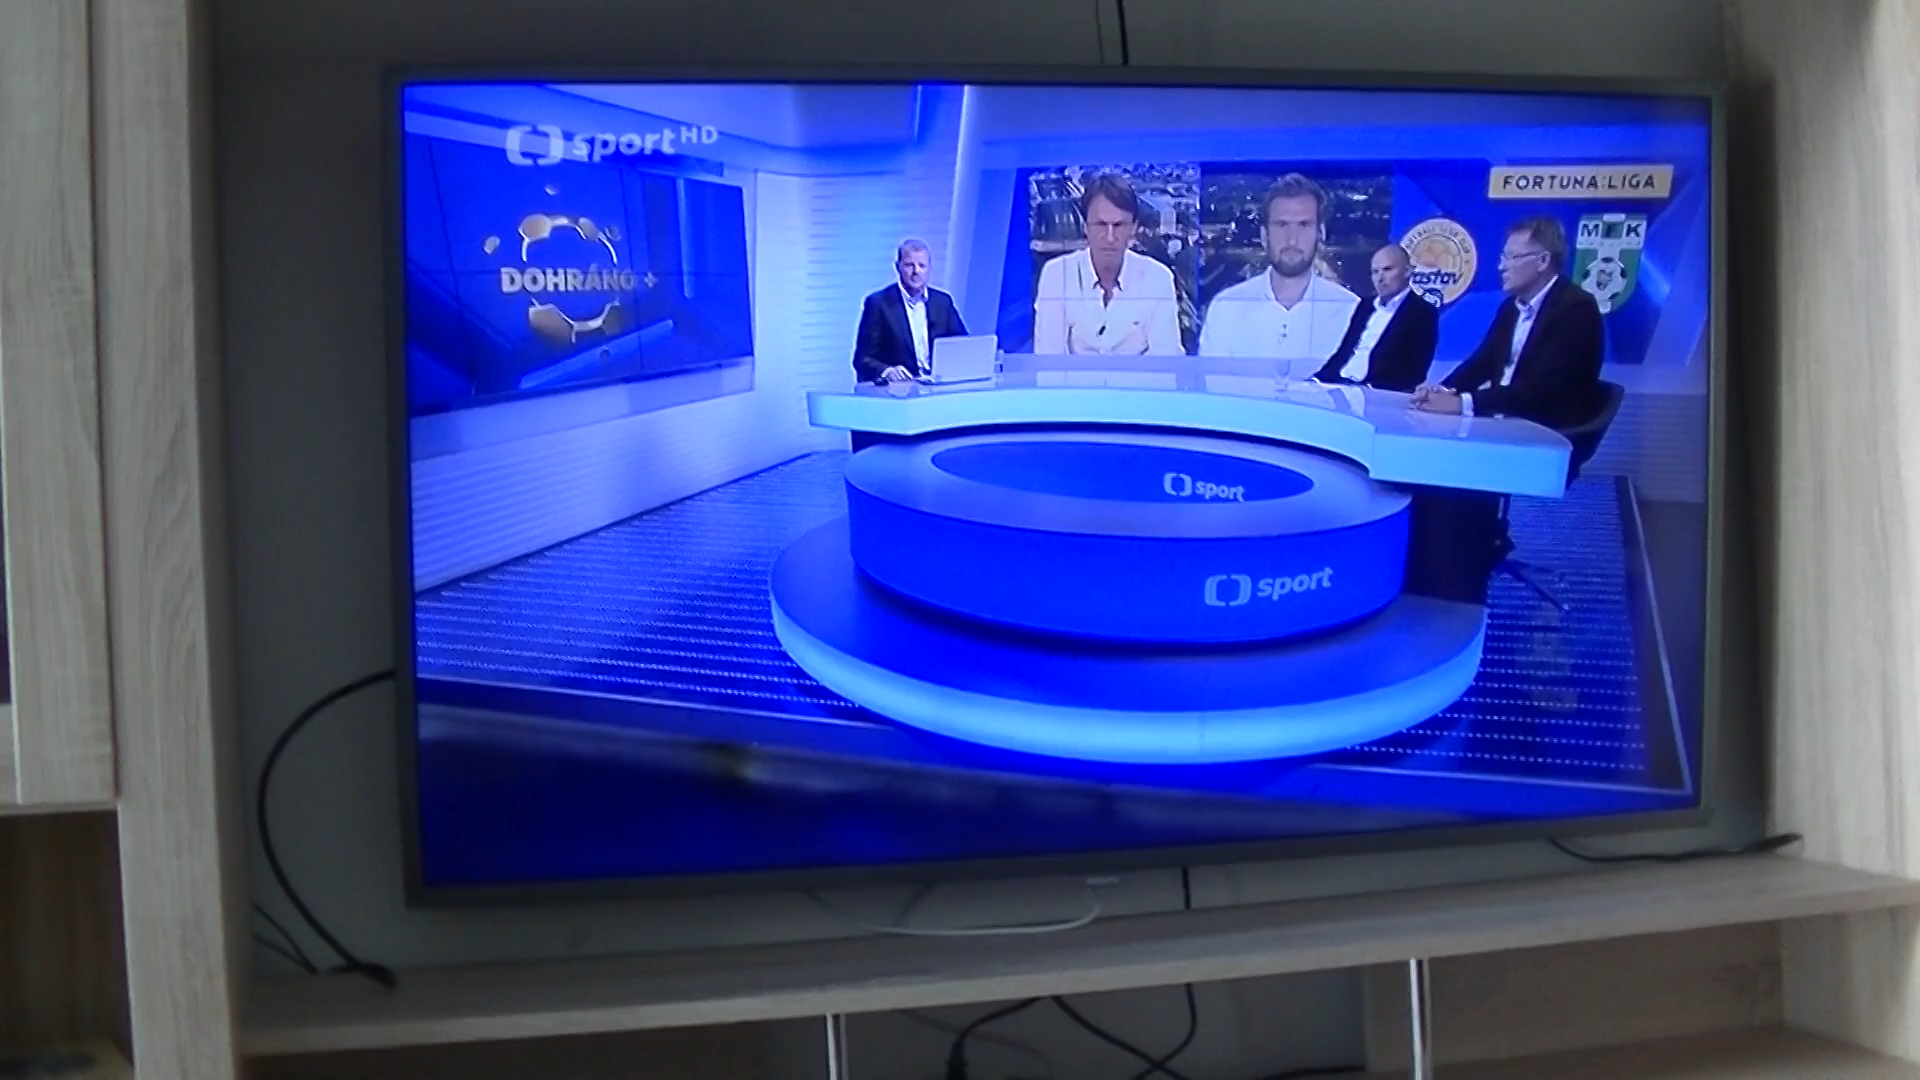 sport HD
FORTUNA:LIGA
DOHRÁNO +
MFK
sport
sport